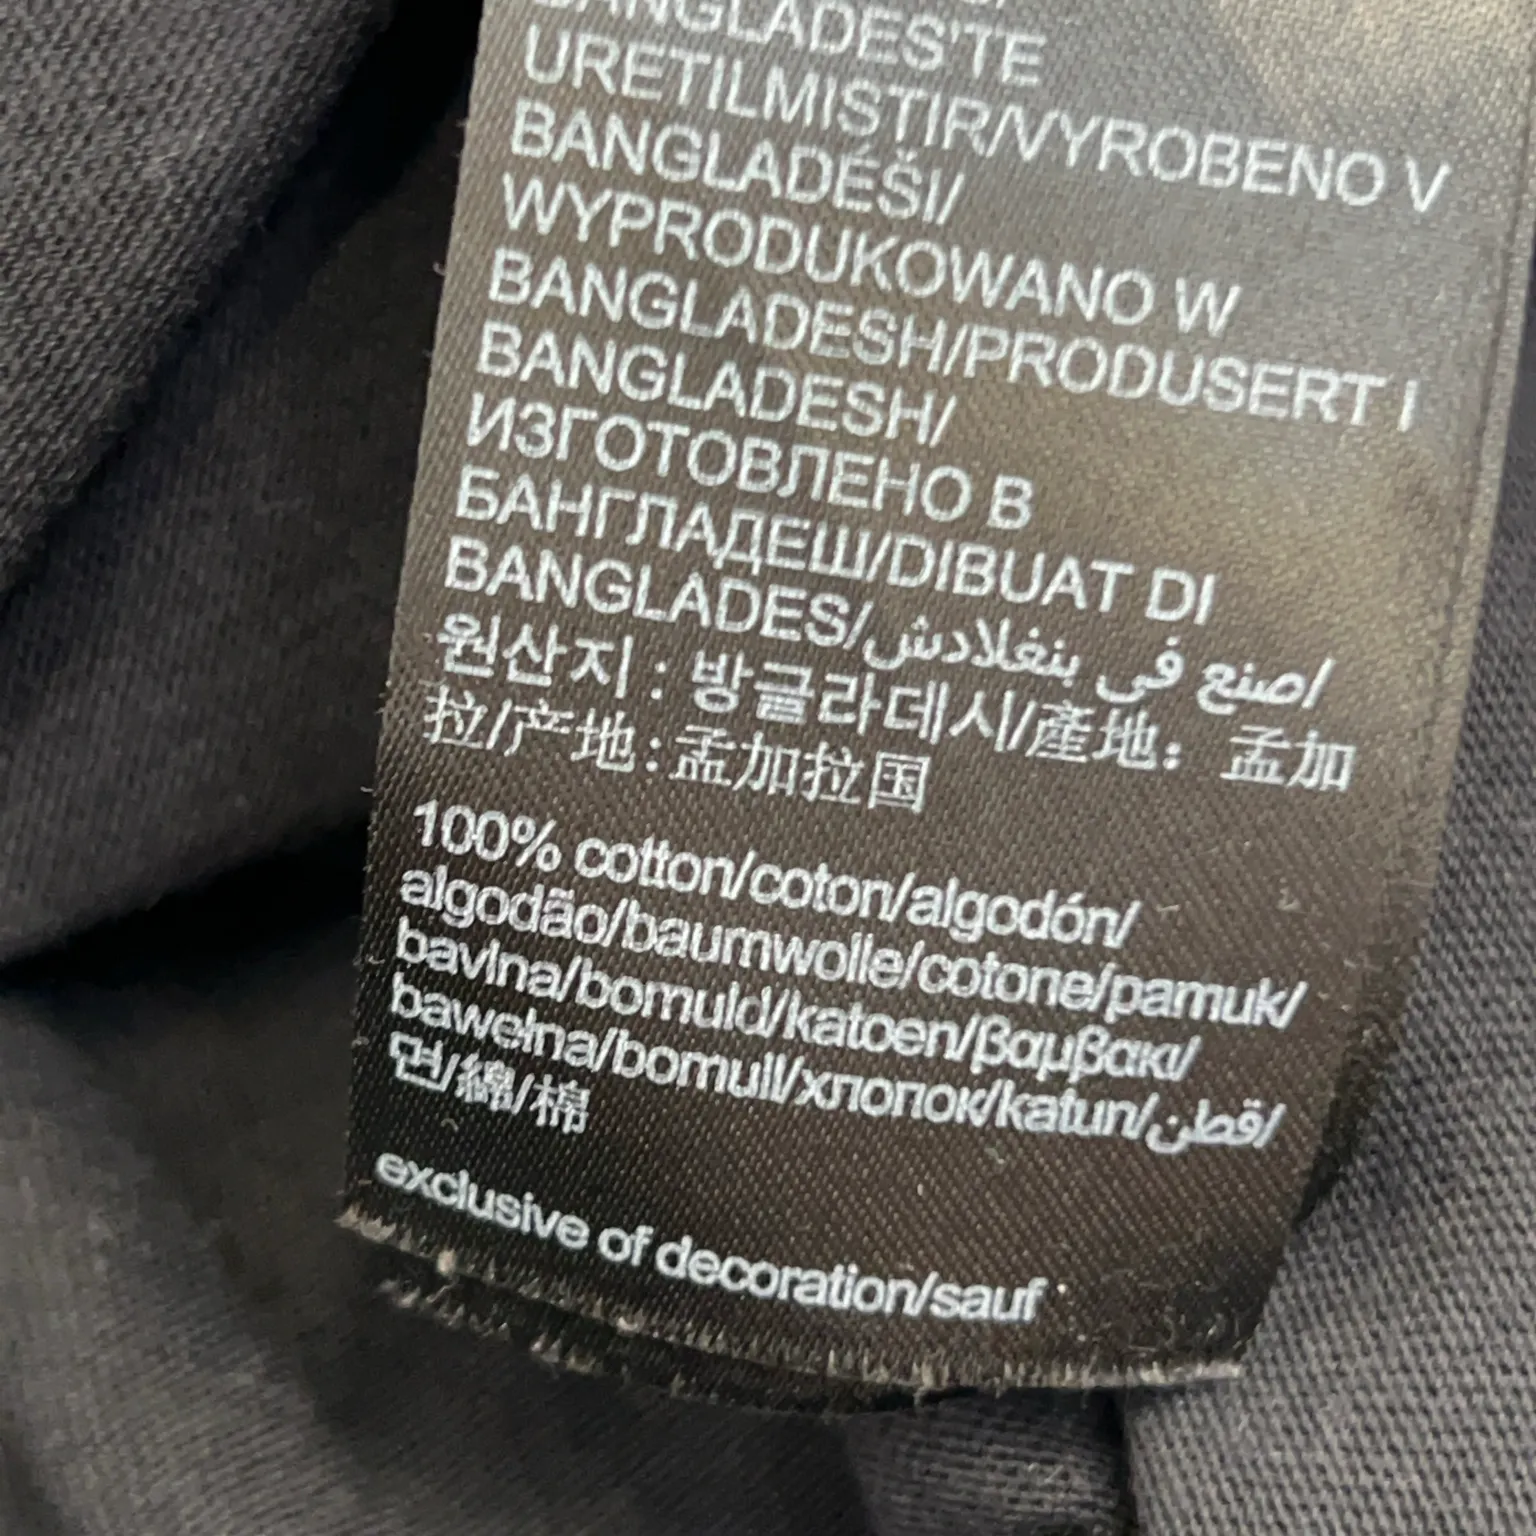 BANGLADES'TE
URETILMISTIR/VYROBENO V
BANGLADÉŠI/
WYPRODUKOWANO W
BANGLADESH/PRODUSERT I
BANGLADESH/
ИЗГОТОВЛЕНО В
БАНГЛАДЕШ/DIBUAT DI
BANGLADES/صنع في بنغلادش/
원산지 : 방글라데시/產地： 孟加
拉/产地 : 孟加拉国
100% cotton/coton/algodón/
algodão/baumwolle/cotone/pamuk/
bavlna/bomuld/katoen/βαμβακι/
bawełna/bomull/хлопок/katun/قطن/
면/綿/棉
exclusive of decoration/sauf